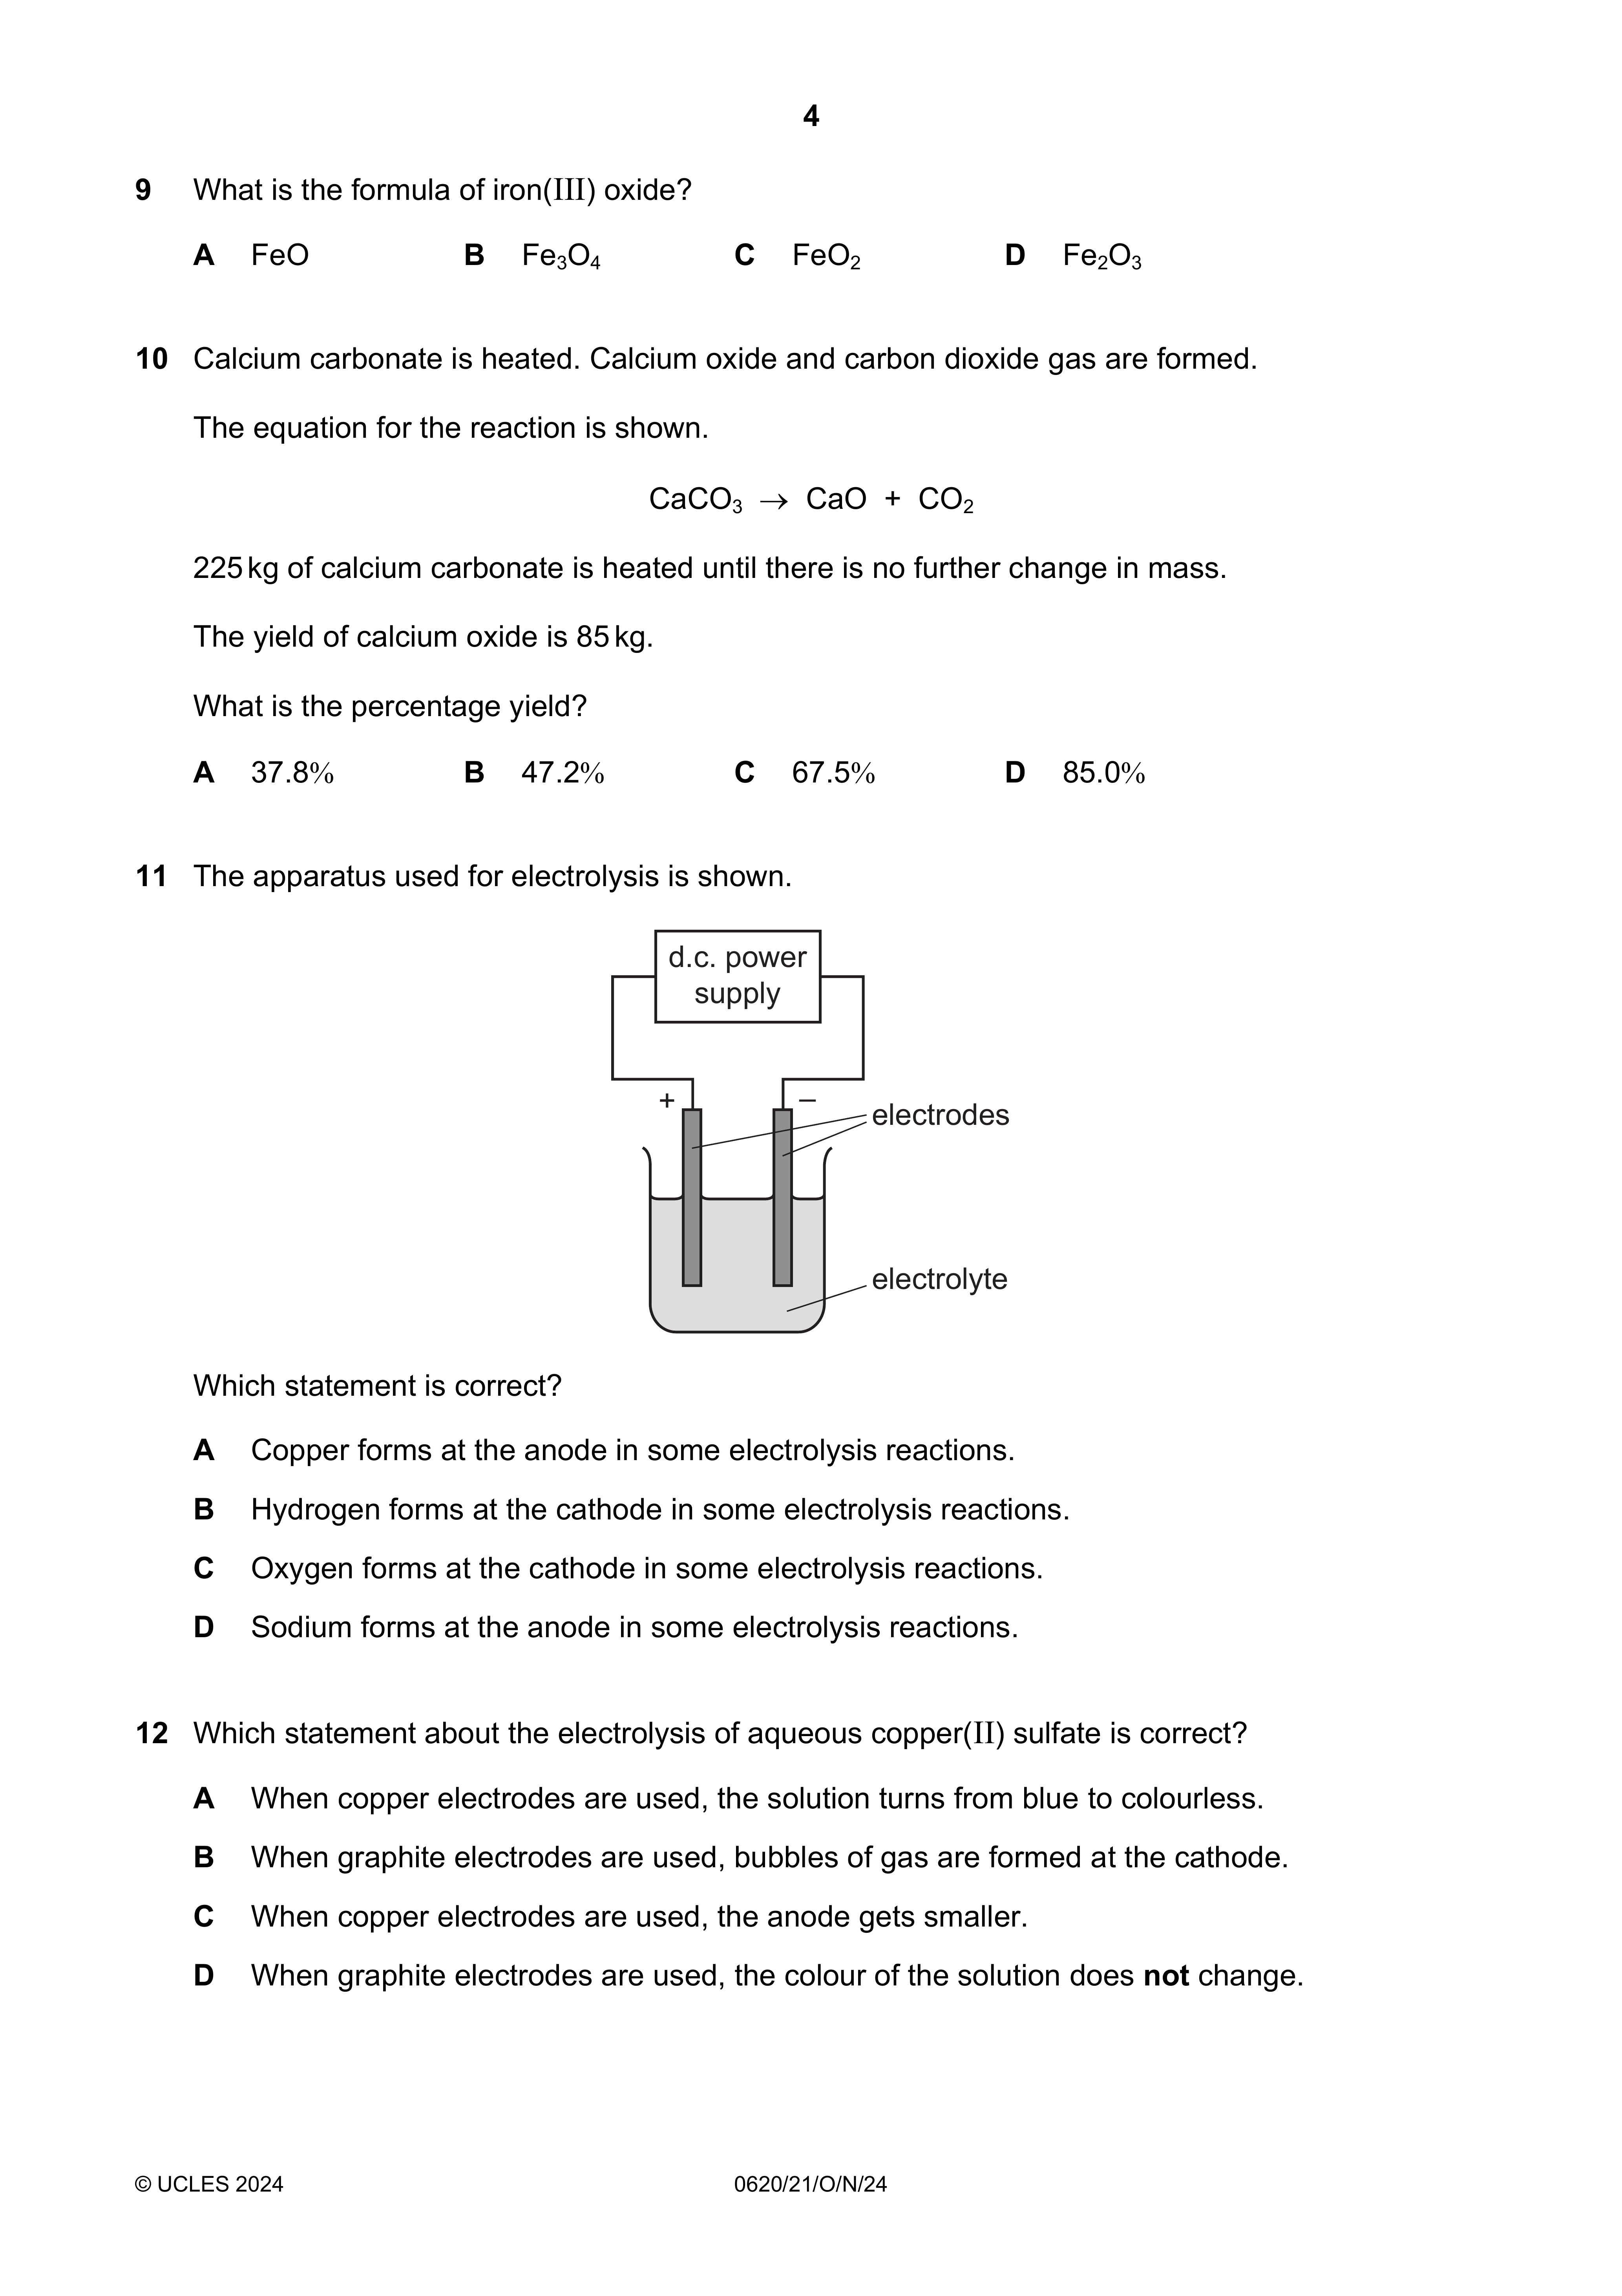 4
9 What is the formula of iron(III) oxide?
A FeO B Fe₃O₄ C FeO₂ D Fe₂O₃
10 Calcium carbonate is heated. Calcium oxide and carbon dioxide gas are formed.
The equation for the reaction is shown.
CaCO₃ → CaO + CO₂
225 kg of calcium carbonate is heated until there is no further change in mass.
The yield of calcium oxide is 85 kg.
What is the percentage yield?
A 37.8% B 47.2% C 67.5% D 85.0%
11 The apparatus used for electrolysis is shown.
d.c. power
supply
+ –
electrodes
electrolyte
Which statement is correct?
A Copper forms at the anode in some electrolysis reactions.
B Hydrogen forms at the cathode in some electrolysis reactions.
C Oxygen forms at the cathode in some electrolysis reactions.
D Sodium forms at the anode in some electrolysis reactions.
12 Which statement about the electrolysis of aqueous copper(II) sulfate is correct?
A When copper electrodes are used, the solution turns from blue to colourless.
B When graphite electrodes are used, bubbles of gas are formed at the cathode.
C When copper electrodes are used, the anode gets smaller.
D When graphite electrodes are used, the colour of the solution does not change.
© UCLES 2024 0620/21/O/N/24